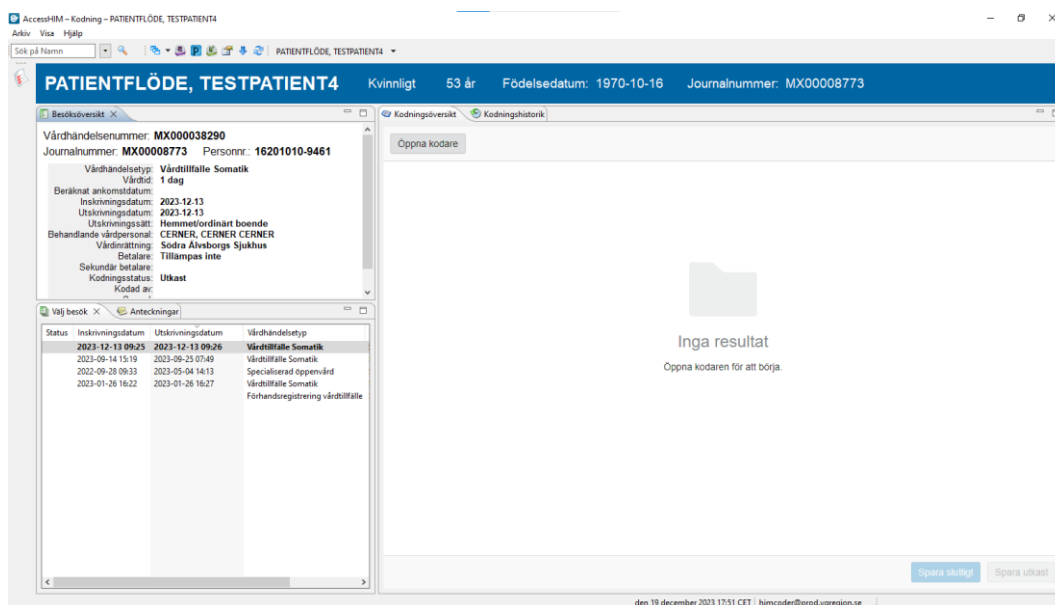 AccessHIM – Kodning – PATIENTFLÖDE, TESTPATIENT4
Arkiv Visa Hjälp
Sök på Namn PATIENTFLÖDE, TESTPATIENT4
PATIENTFLÖDE, TESTPATIENT4 Kvinnligt 53 år Födelsedatum: 1970-10-16 Journalnummer: MX00008773
Besöksöversikt
Vårdhändelsenummer: MX000038290
Journalnummer: MX00008773 Personnr.: 16201010-9461
Vårdhändelsetyp: Vårdtillfälle Somatik
Vårdtid: 1 dag
Beräknat ankomstdatum:
Inskrivningsdatum: 2023-12-13
Utskrivningsdatum: 2023-12-13
Utskrivningssätt: Hemmet/ordinärt boende
Behandlande vårdpersonal: CERNER, CERNER CERNER
Vårdinrättning: Södra Älvsborgs Sjukhus
Betalare: Tillämpas inte
Sekundär betalare:
Kodningsstatus: Utkast
Kodad av:
Välj besök Anteckningar
Status Inskrivningsdatum Utskrivningsdatum Vårdhändelsetyp
2023-12-13 09:25 2023-12-13 09:26 Vårdtillfälle Somatik
2023-09-14 15:19 2023-09-25 07:49 Vårdtillfälle Somatik
2022-09-28 09:33 2023-05-04 14:13 Specialiserad öppenvård
2023-01-26 16:22 2023-01-26 16:27 Vårdtillfälle Somatik
Förhandsregistrering vårdtillfälle
Kodningsöversikt Kodningshistorik
Öppna kodare
Inga resultat
Öppna kodaren för att börja.
Spara slutligt Spara utkast
den 19 december 2023 17:51 CET himcoder@prod.vgregion.se